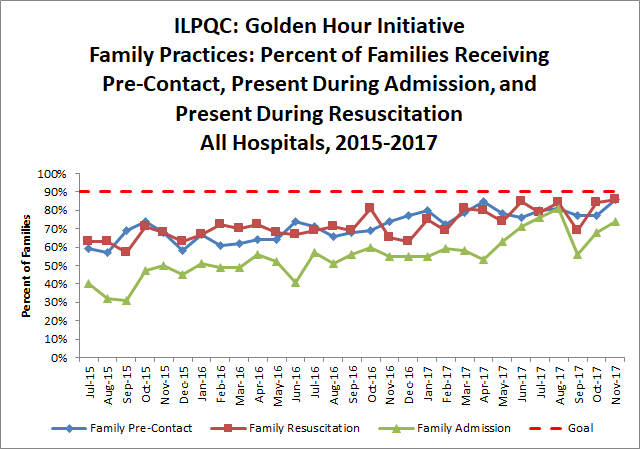 ILPQC: Golden Hour Initiative
Family Practices: Percent of Families Receiving
Pre-Contact, Present During Admission, and
Present During Resuscitation
All Hospitals, 2015-2017
Percent of Families
100%
90%
80%
70%
60%
50%
40%
30%
20%
10%
0%
Jul-15
Aug-15
Sep-15
Oct-15
Nov-15
Dec-15
Jan-16
Feb-16
Mar-16
Apr-16
May-16
Jun-16
Jul-16
Aug-16
Sep-16
Oct-16
Nov-16
Dec-16
Jan-17
Feb-17
Mar-17
Apr-17
May-17
Jun-17
Jul-17
Aug-17
Sep-17
Oct-17
Nov-17
Family Pre-Contact
Family Resuscitation
Family Admission
Goal